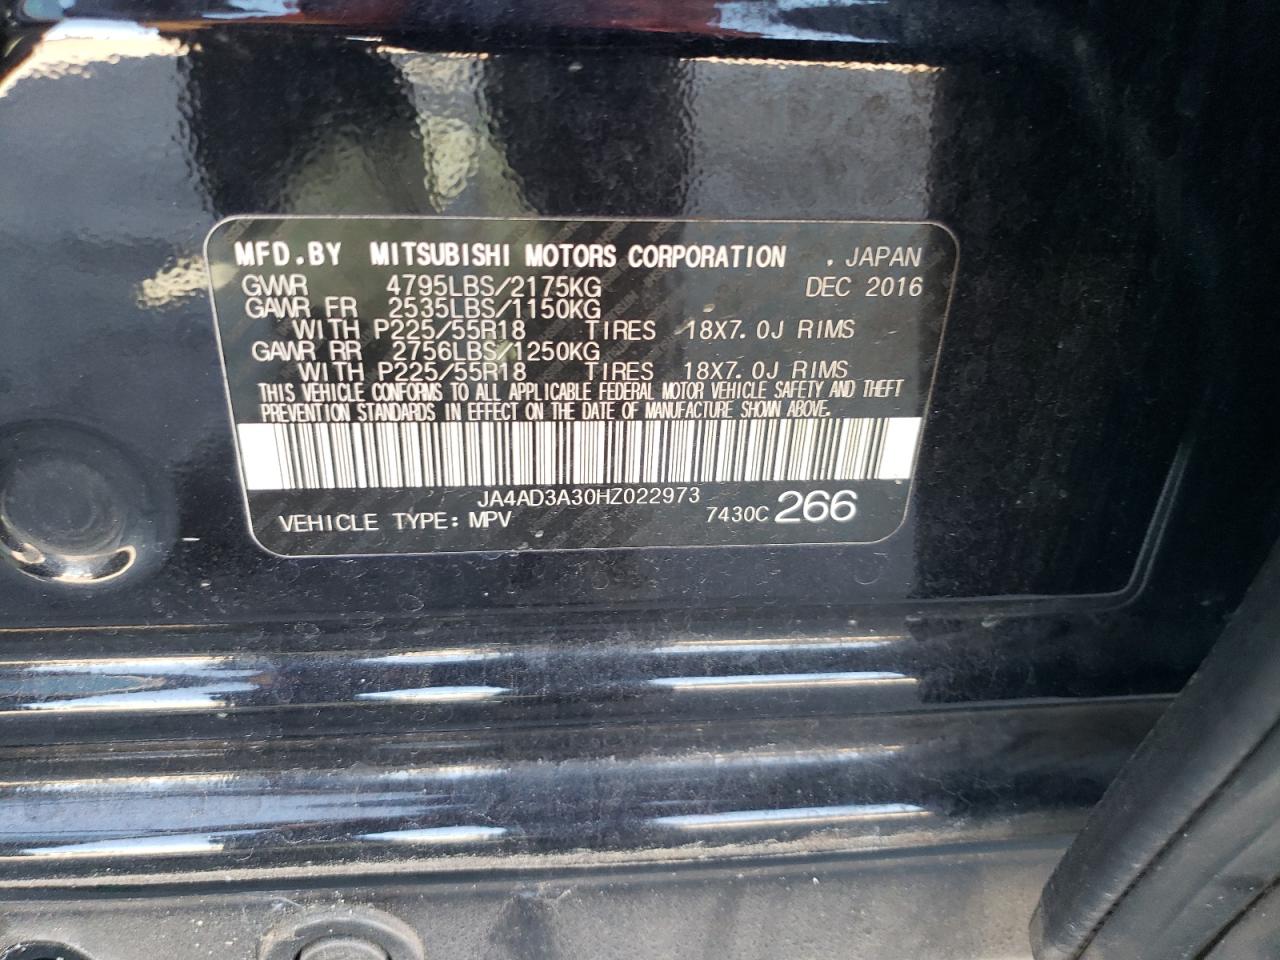 MFD.BY MITSUBISHI MOTORS CORPORATION . JAPAN
GVWR 4795LBS/2175KG DEC 2016
GAWR FR 2535LBS/1150KG
WITH P225/55R18 TIRES 18X7.0J RIMS
GAWR RR 2756LBS/1250KG
WITH P225/55R18 TIRES 18X7.0J RIMS
THIS VEHICLE CONFORMS TO ALL APPLICABLE FEDERAL MOTOR VEHICLE SAFETY AND THEFT
PREVENTION STANDARDS IN EFFECT ON THE DATE OF MANUFACTURE SHOWN ABOVE.
JA4AD3A30HZ022973
VEHICLE TYPE: MPV 7430C 266